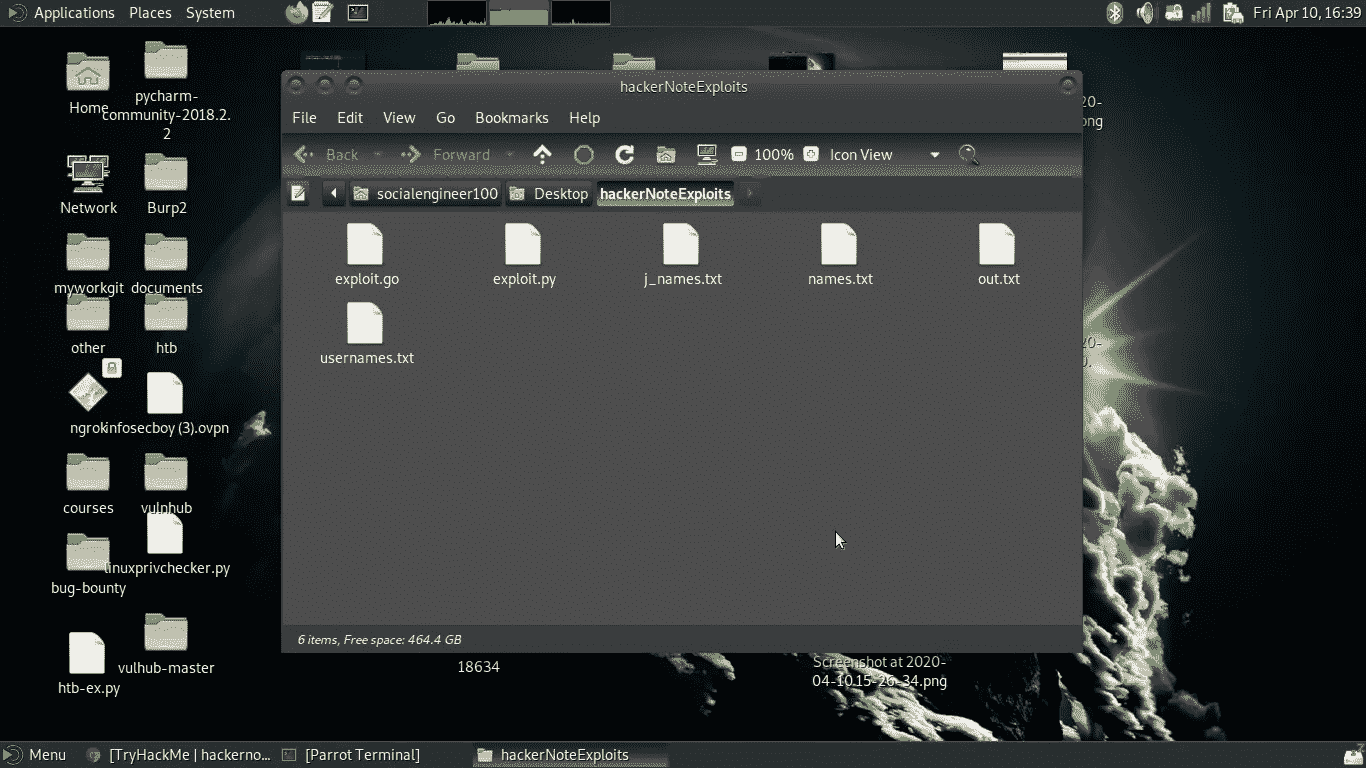 Applications Places System
Fri Apr 10, 16:39
Home
pycharm-
community-2018.2.
2
Network
Burp2
myworkgit
documents
other
htb
ngrok
infosecboy (3).ovpn
courses
vulphub
bug-bounty
linuxprivchecker.py
htb-ex.py
vulhub-master
hackerNoteExploits
File Edit View Go Bookmarks Help
Back Forward 100% Icon View
socialengineer100 Desktop hackerNoteExploits
exploit.go exploit.py j_names.txt names.txt out.txt
usernames.txt
6 items, Free space: 464.4 GB
20-
png
18634
Screenshot at 2020-
04-10 15-26-34.png
Menu [TryHackMe | hackerno... [Parrot Terminal] hackerNoteExploits